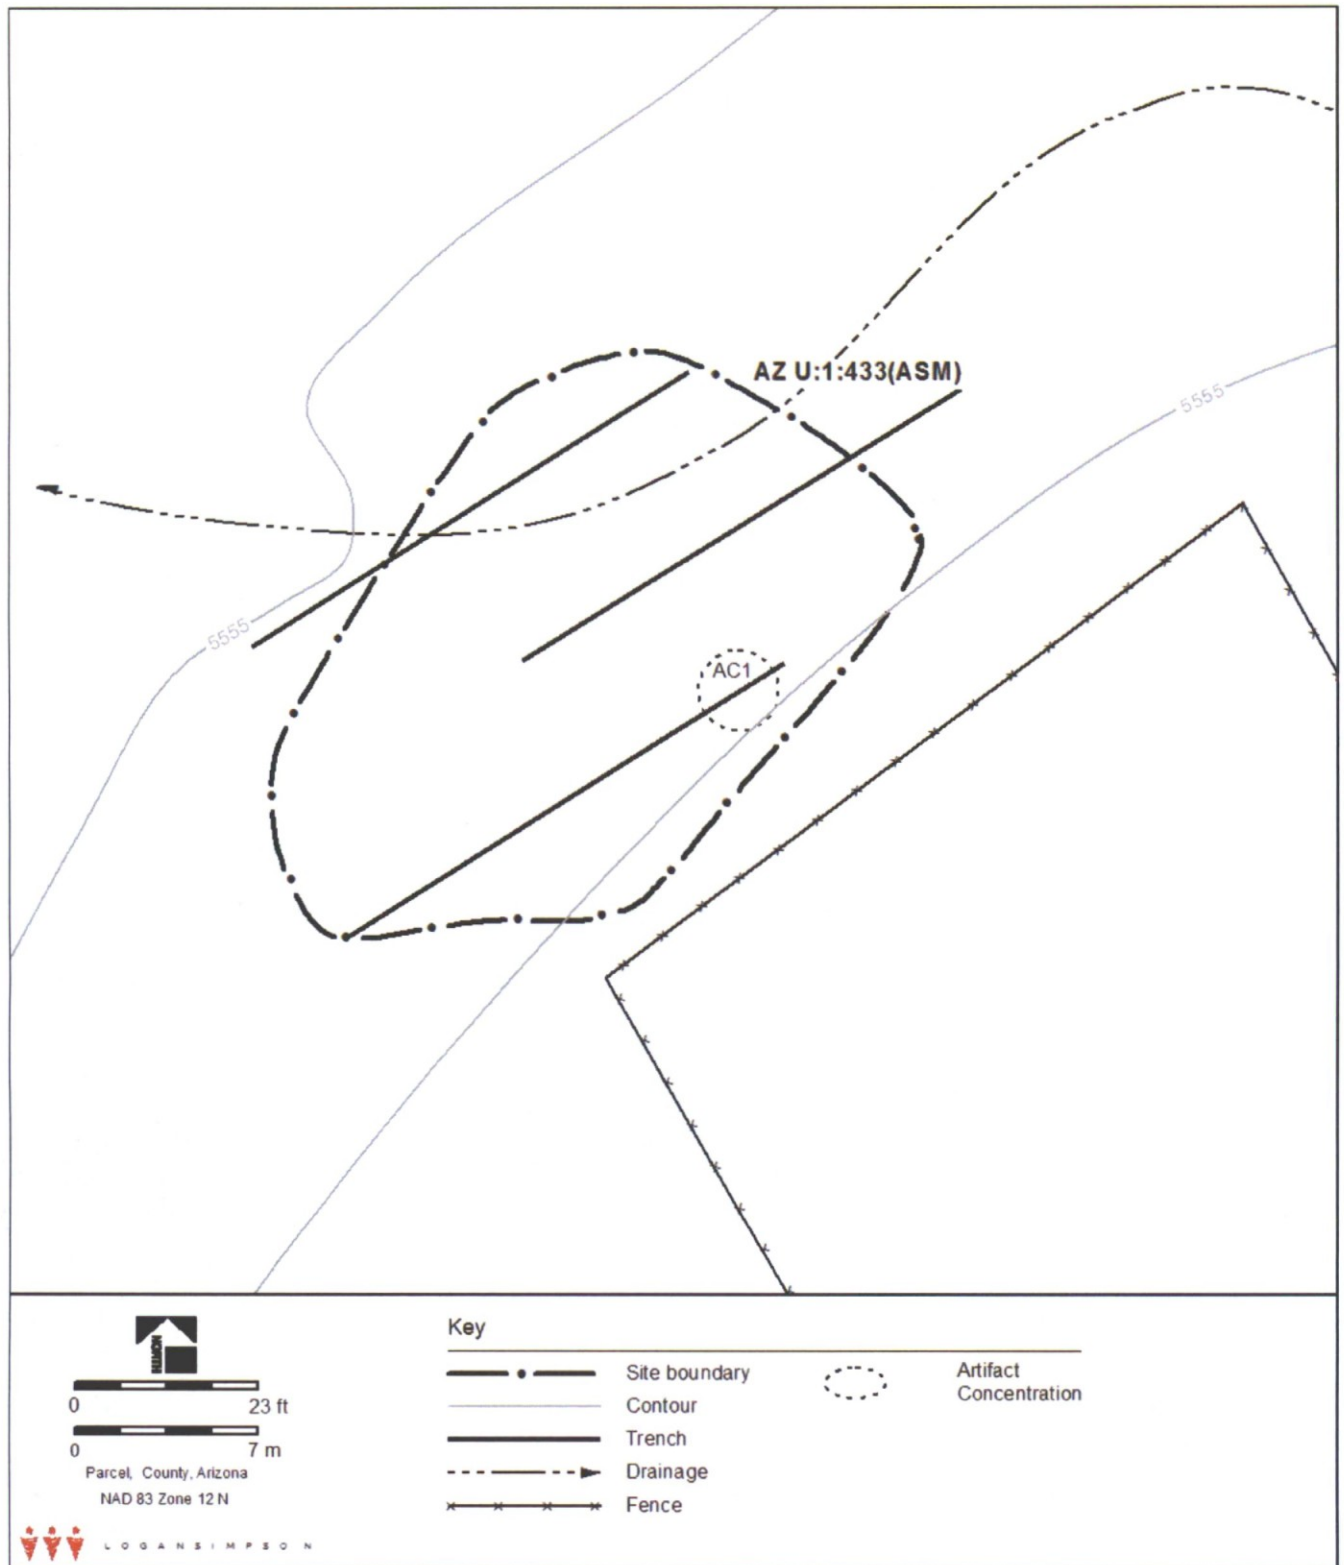 AZ U:1:433(ASM)
5555
5555
AC1
NORTH
0 23 ft
0 7 m
Parcel, County, Arizona
NAD 83 Zone 12 N
LOGANSIMPSON
Key
Site boundary
Contour
Trench
Drainage
Fence
Artifact
Concentration